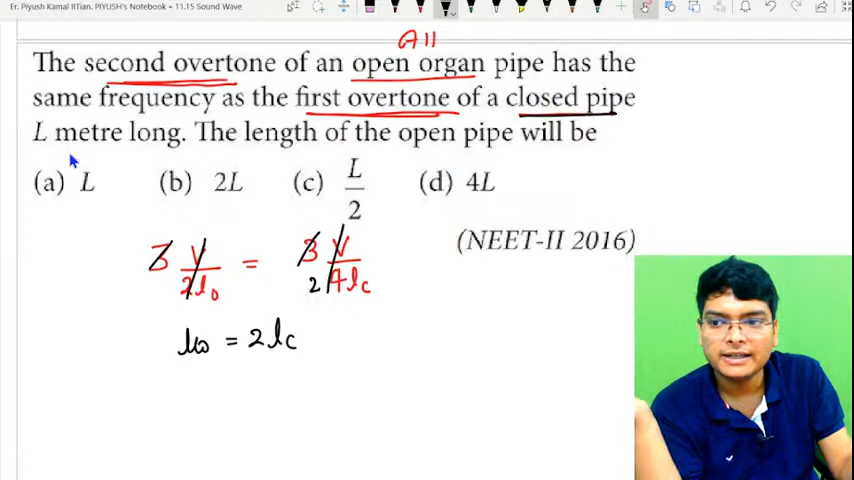 Er. Piyush Kamal IITian. PIYUSH's Notebook = 11.15 Sound Wave
All
The second overtone of an open organ pipe has the
same frequency as the first overtone of a closed pipe
L metre long. The length of the open pipe will be
(a) L (b) 2L (c) L/2 (d) 4L
(NEET-II 2016)
3 V/2l₀ = 3 V/4lc
2
l₀ = 2lc